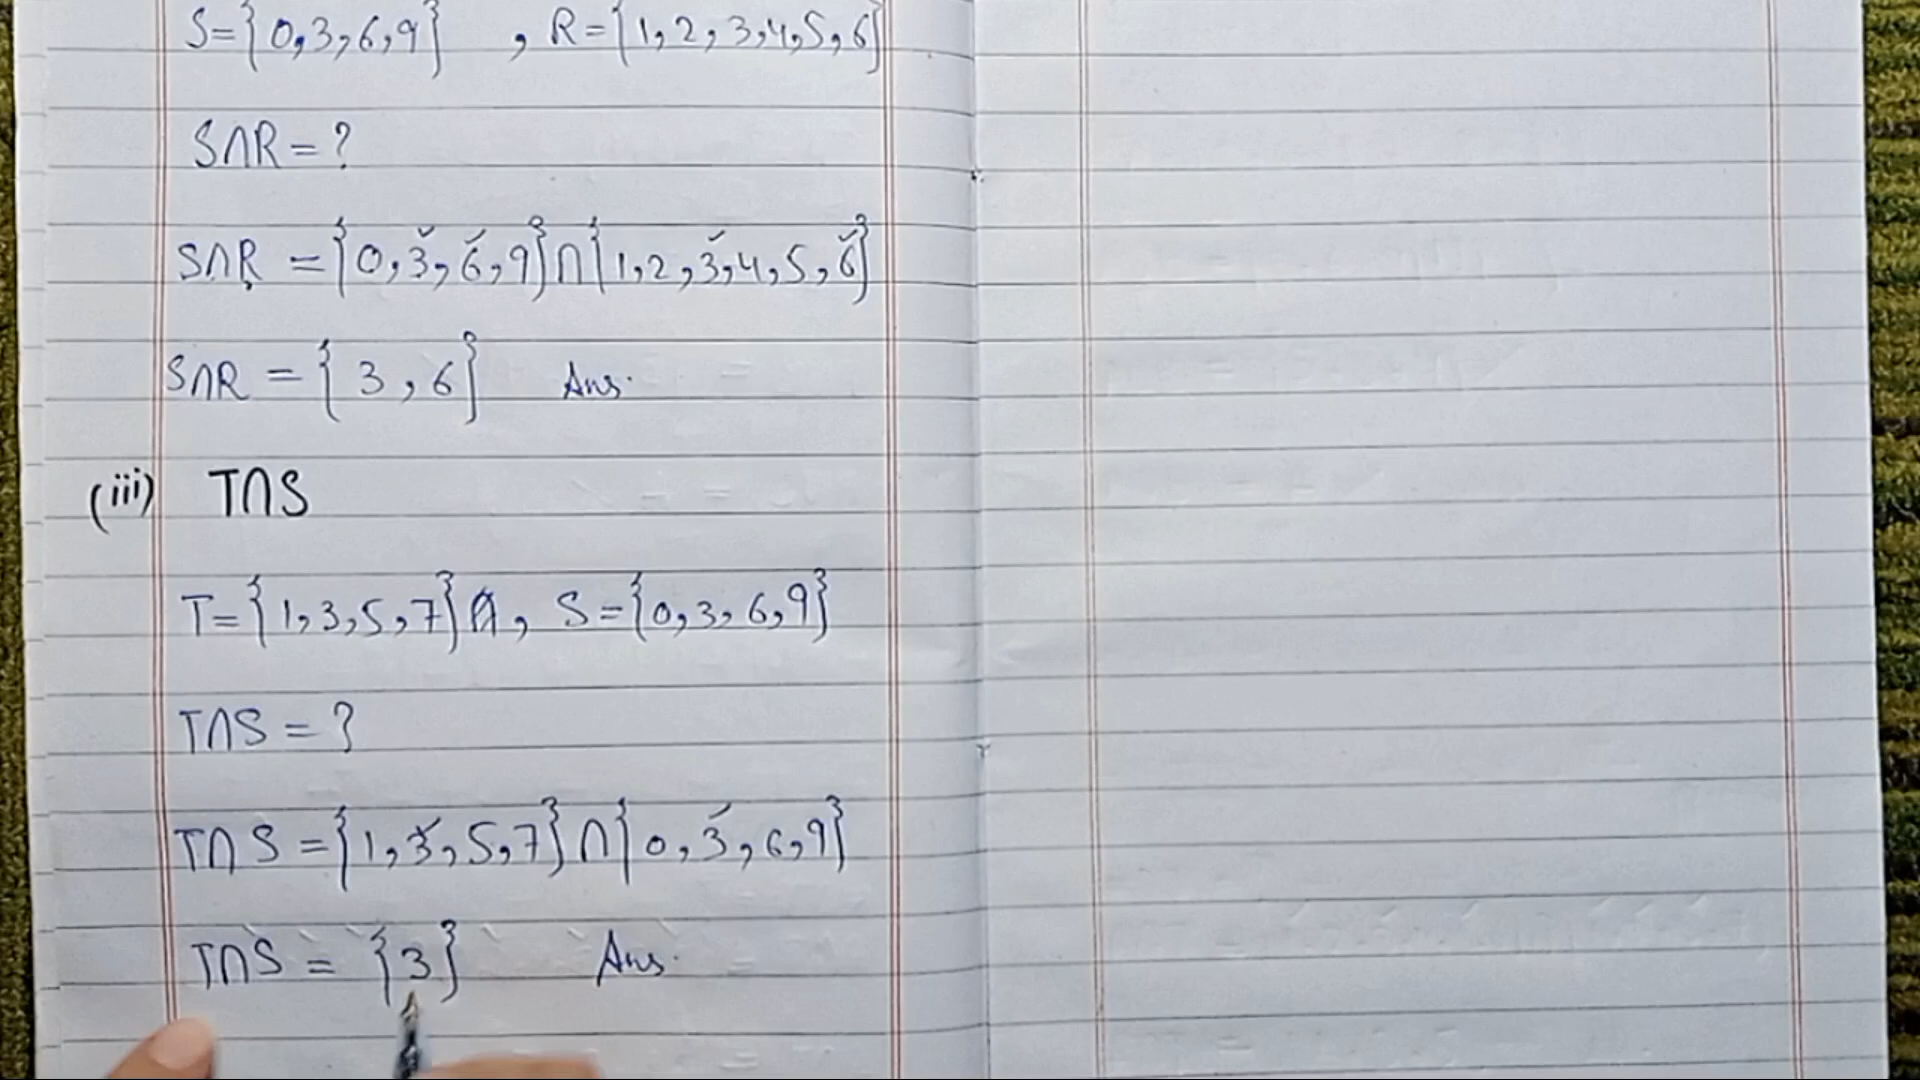 S={0,3,6,9} , R={1,2,3,4,5,6}
S∩R=?
S∩R={0,3,6,9}∩{1,2,3,4,5,6}
S∩R={3,6} Ans.
(iii) T∩S
T={1,3,5,7}, S={0,3,6,9}
T∩S=?
T∩S={1,3,5,7}∩{0,3,6,9}
T∩S={3} Ans.